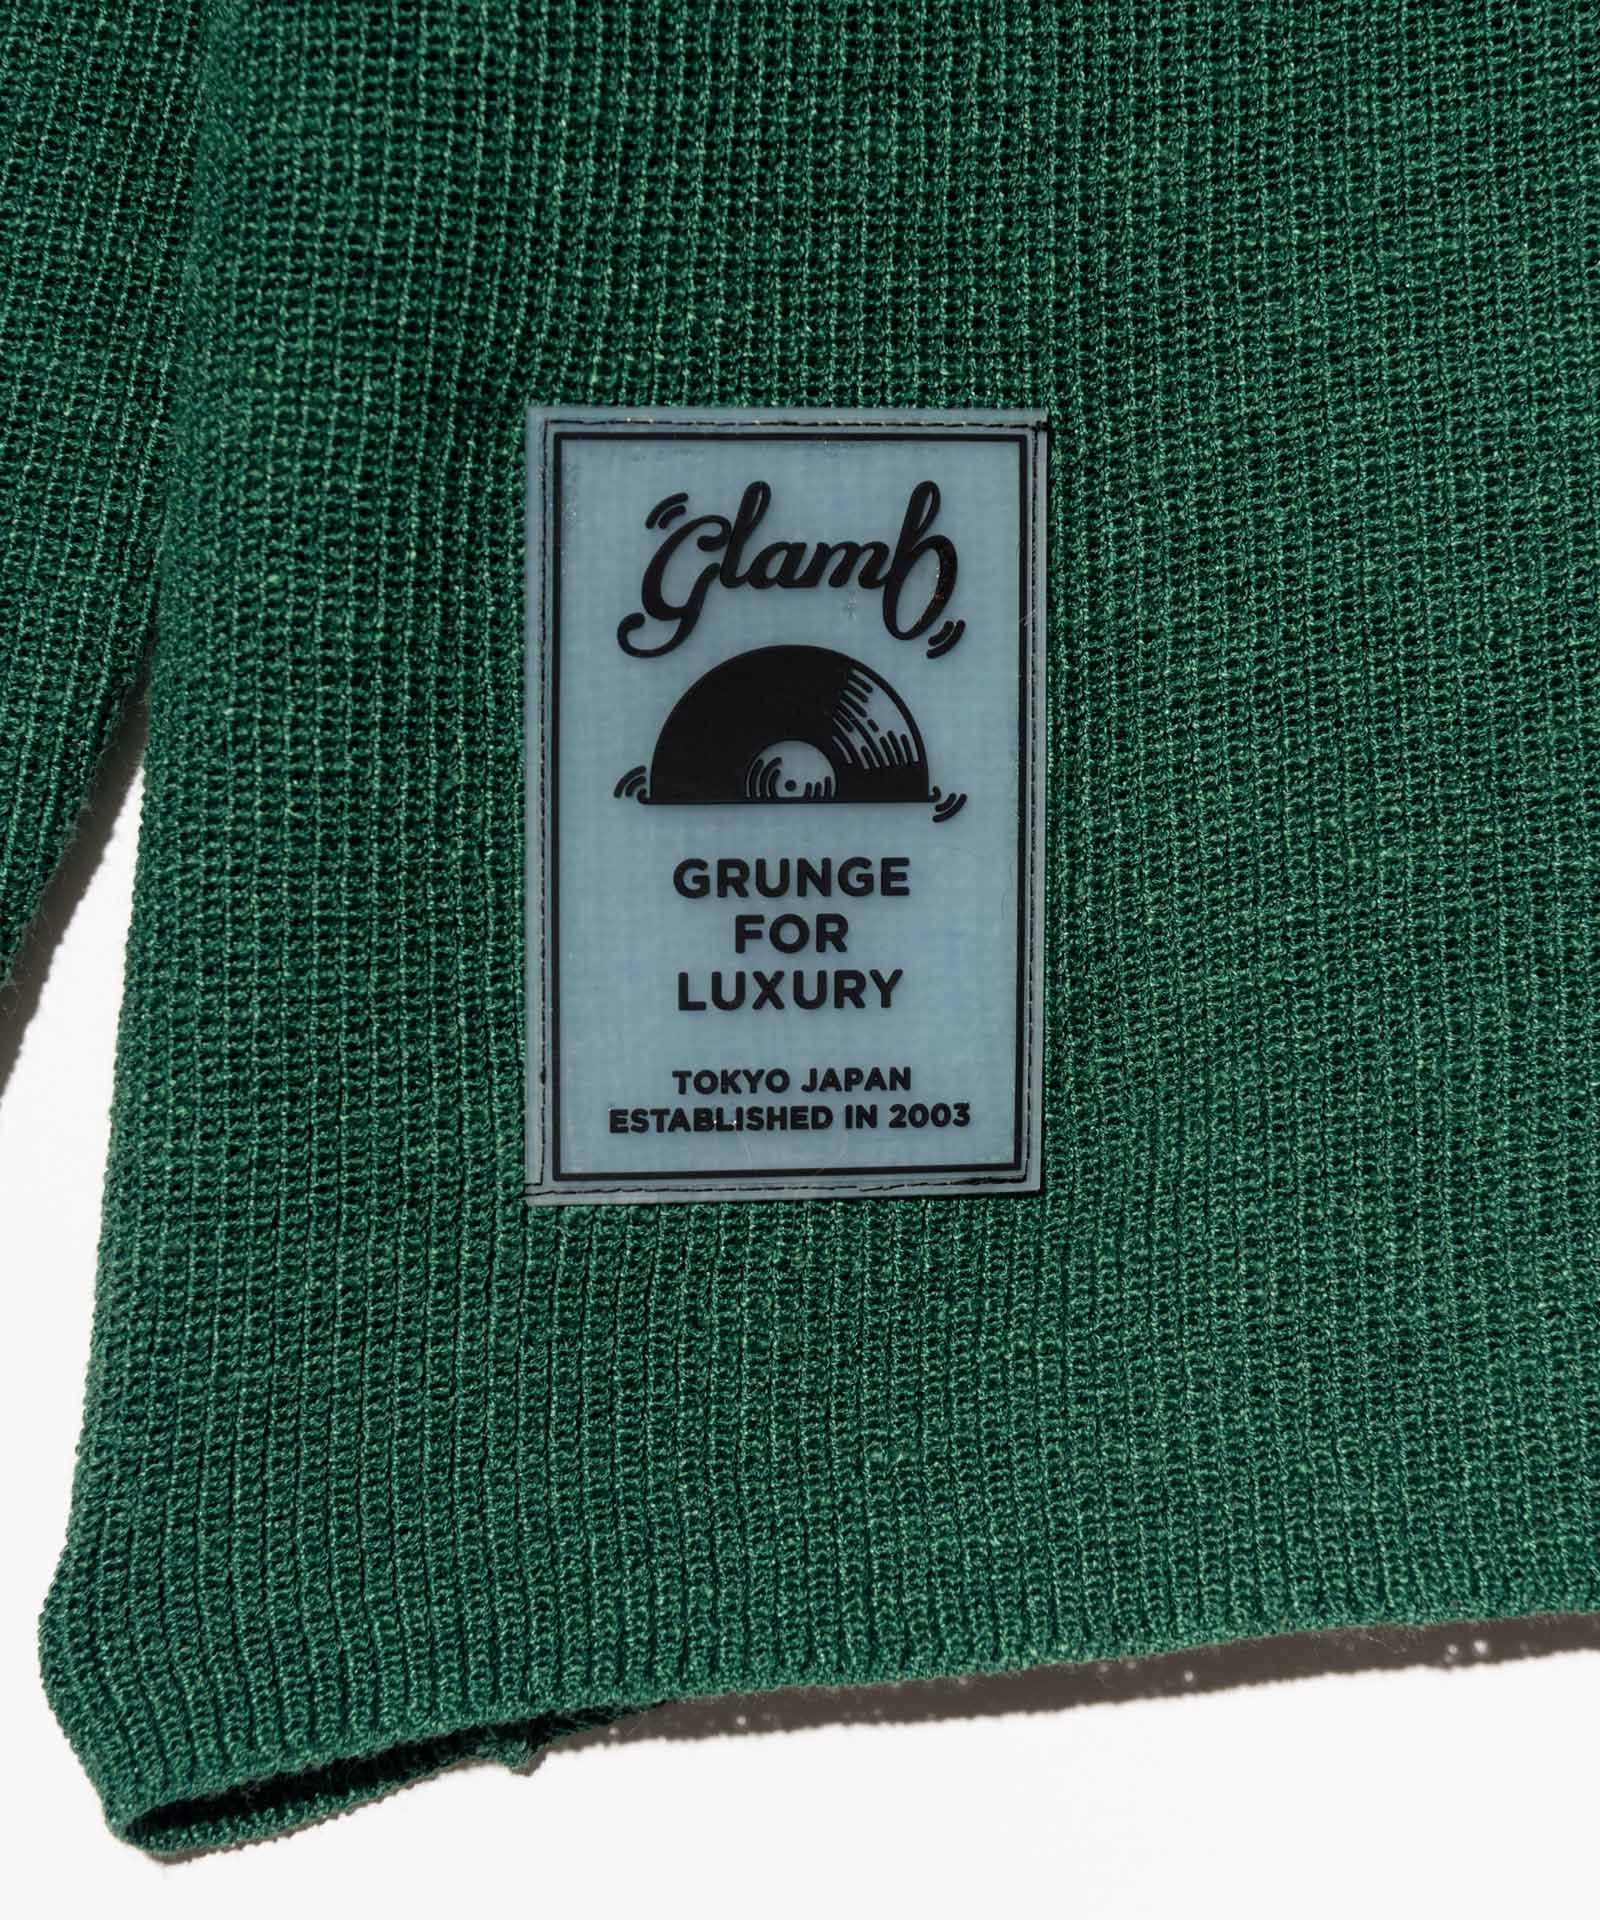 glamb
GRUNGE
FOR
LUXURY
TOKYO JAPAN
ESTABLISHED IN 2003